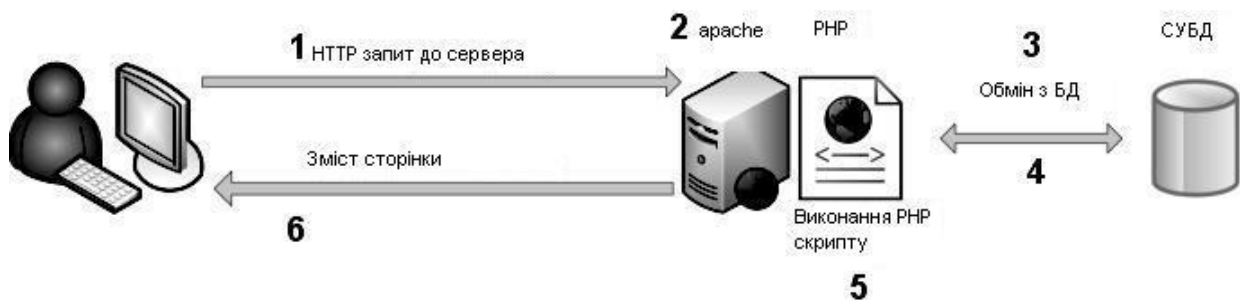 1 HTTP запит до сервера
2 apache
PHP
3
СУБД
Обмін з БД
4
Зміст сторінки
6
Виконання PHP
скрипту
5